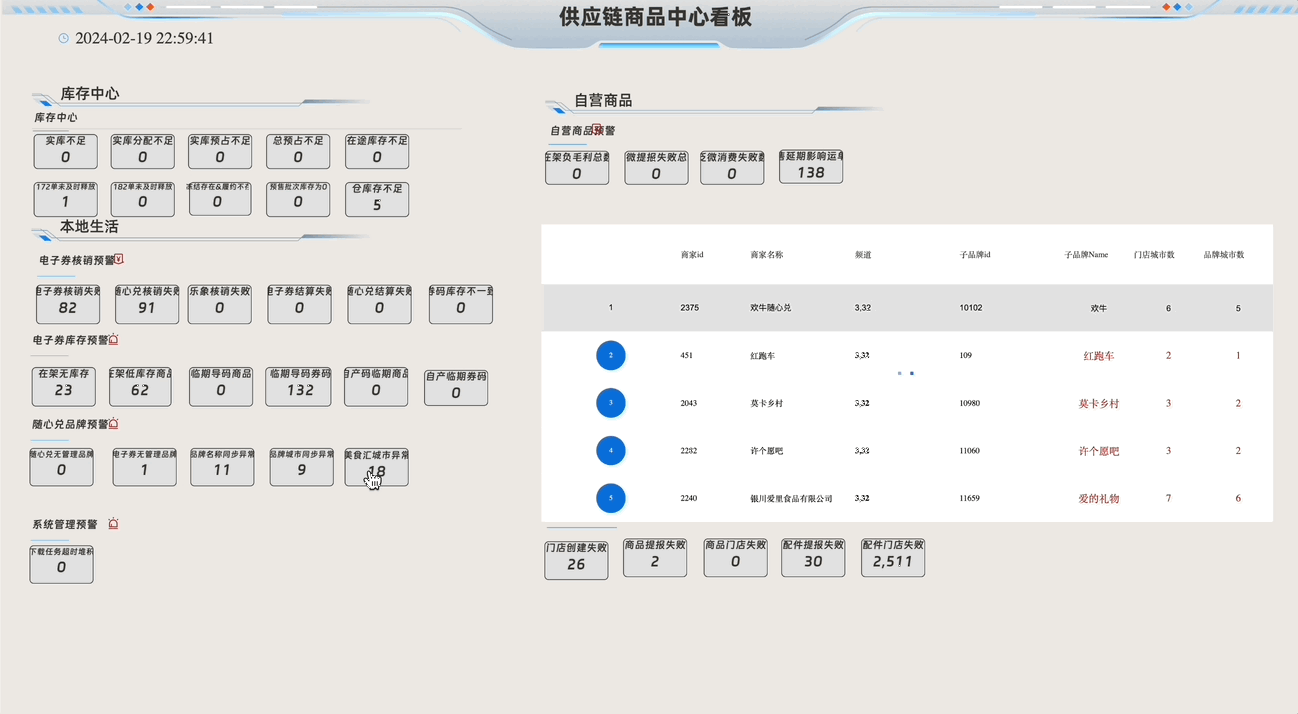 供应链商品中心看板
2024-02-19 22:59:41
库存中心
库存中心
实库不足 实库分配不足 实库预占不足 总预占不足 在途库存不足
0 0 0 0 0
172单未及时释放 182单未及时释放 冻结存在&履约不 预售批次库存为0 仓库存不足
1 0 0 0 5
本地生活
电子券核销预警
电子券核销失败 随心兑核销失败 乐象核销失败 电子券结算失败 随心兑结算失败 券码库存不一致
82 91 0 0 0 0
电子券库存预警
在架无库存 在架低库存商品 临期导码商品 临期导码券码 自产码临期商品 自产临期券码
23 62 0 132 0 0
随心兑品牌预警
随心兑无管理品牌 电子券无管理品牌 品牌名称同步异常 品牌城市同步异常 美食汇城市异常
0 1 11 9 18
系统管理预警
下载任务超时堆积
0
自营商品
自营商品预警
在架负毛利总数 微提报失败总 微消费失败数 售延期影响运单
0 0 0 138
商家id 商家名称 频道 子品牌id 子品牌Name 门店城市数 品牌城市数
1 2375 欢牛随心兑 3,32 10102 欢牛 6 5
2 451 红跑车 3,32 109 红跑车 2 1
3 2043 莫卡乡村 3,32 10980 莫卡乡村 3 2
4 2282 许个愿吧 3,32 11060 许个愿吧 3 2
5 2240 银川爱里食品有限公司 3,32 11659 爱的礼物 7 6
门店创建失败 商品提报失败 商品门店失败 配件提报失败 配件门店失败
26 2 0 30 2,511